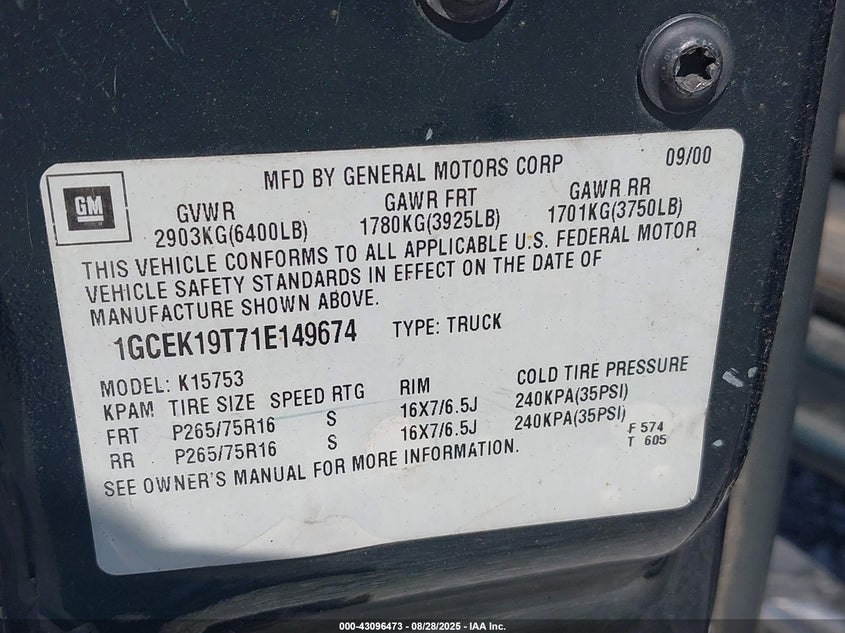 MFD BY GENERAL MOTORS CORP 09/00
GM
GVWR GAWR FRT GAWR RR
2903KG(6400LB) 1780KG(3925LB) 1701KG(3750LB)
THIS VEHICLE CONFORMS TO ALL APPLICABLE U.S. FEDERAL MOTOR
VEHICLE SAFETY STANDARDS IN EFFECT ON THE DATE OF
MANUFACTURE SHOWN ABOVE.
1GCEK19T71E149674 TYPE: TRUCK
MODEL: K15753
KPAM TIRE SIZE SPEED RTG RIM COLD TIRE PRESSURE
FRT P265/75R16 S 16X7/6.5J 240KPA(35PSI)
RR P265/75R16 S 16X7/6.5J 240KPA(35PSI)
SEE OWNER'S MANUAL FOR MORE INFORMATION.
F 574
T 605
000-43096473 - 08/28/2025 - IAA Inc.